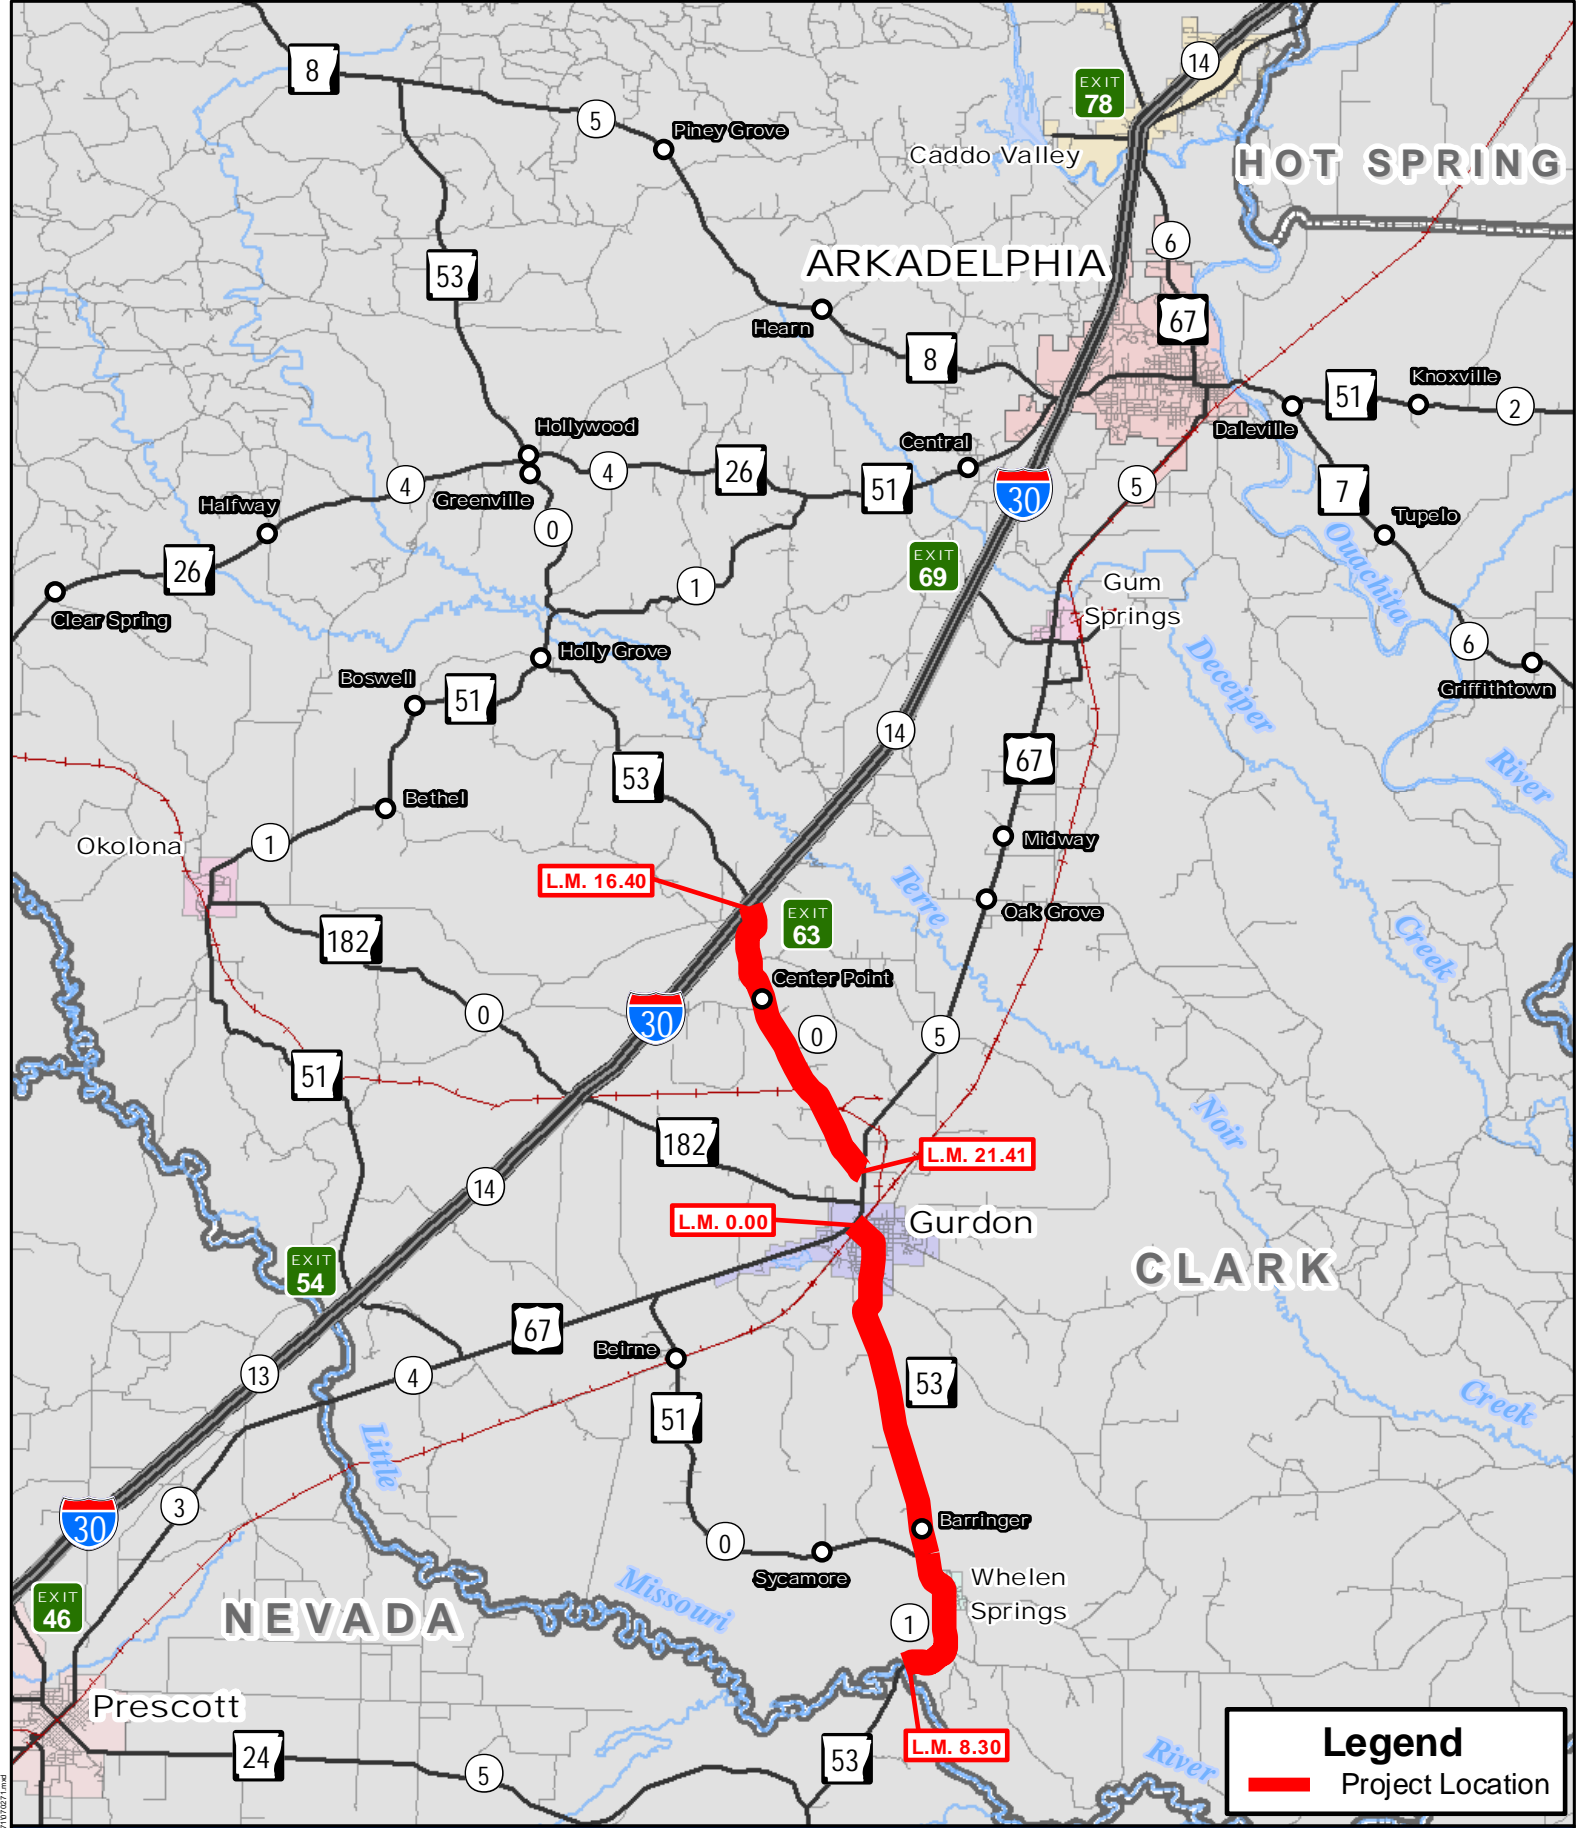 8
5
Piney Grove
EXIT
78
14
Caddo Valley
HOT SPRING
53
ARKADELPHIA
6
67
Hearn
8
Knoxville
51
2
Daleville
Hollywood
4
4
26
Central
51
30
5
7
Greenville
Halfway
0
Tupelo
Ouachita
26
Clear Spring
1
EXIT
69
Gum
Springs
6
Griffithtown
Holly Grove
Boswell
51
Deceiper
14
53
67
River
Bethel
Midway
1
Okolona
L.M. 16.40
EXIT
63
Terre
Oak Grove
182
Center Point
Creek
0
30
0
5
51
182
Noir
L.M. 21.41
14
L.M. 0.00
Gurdon
EXIT
54
CLARK
67
Beirne
13
4
53
51
Creek
Little
3
30
0
Barringer
Sycamore
Whelen
Springs
EXIT
46
NEVADA
Missouri
1
Prescott
L.M. 8.30
24
5
53
River
Legend
Project Location